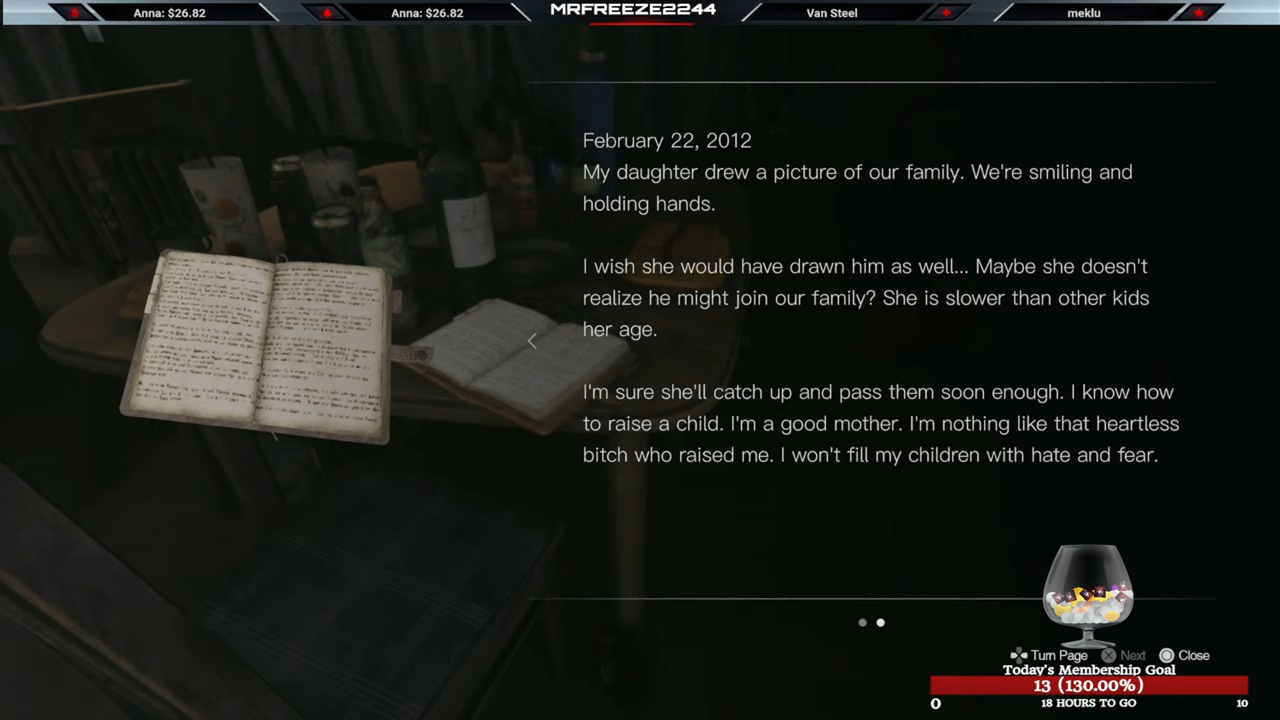 Anna: $26.82
Anna: $26.82
MRFREEZE2244
Van Steel
meklu
February 22, 2012
My daughter drew a picture of our family. We're smiling and
holding hands.
I wish she would have drawn him as well... Maybe she doesn't
realize he might join our family? She is slower than other kids
her age.
I'm sure she'll catch up and pass them soon enough. I know how
to raise a child. I'm a good mother. I'm nothing like that heartless
bitch who raised me. I won't fill my children with hate and fear.
Turn Page
Next
Close
Today's Membership Goal
13 (130.00%)
0
18 HOURS TO GO
10